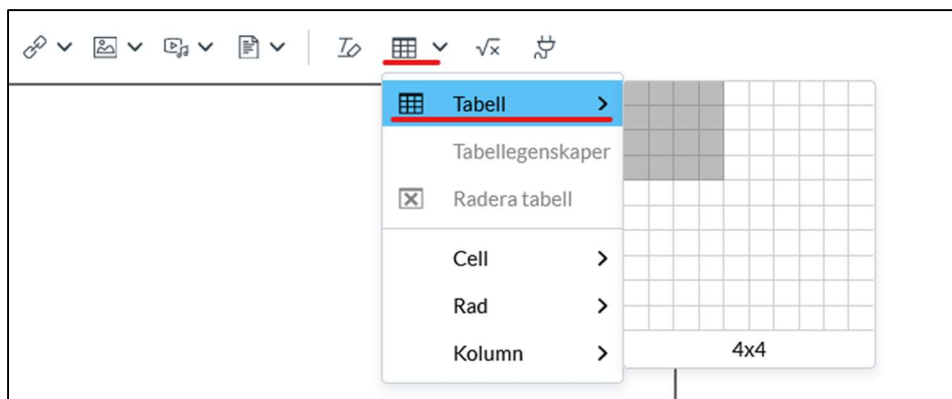 Tabell
Tabellegenskaper
Radera tabell
Cell
Rad
Kolumn
4x4